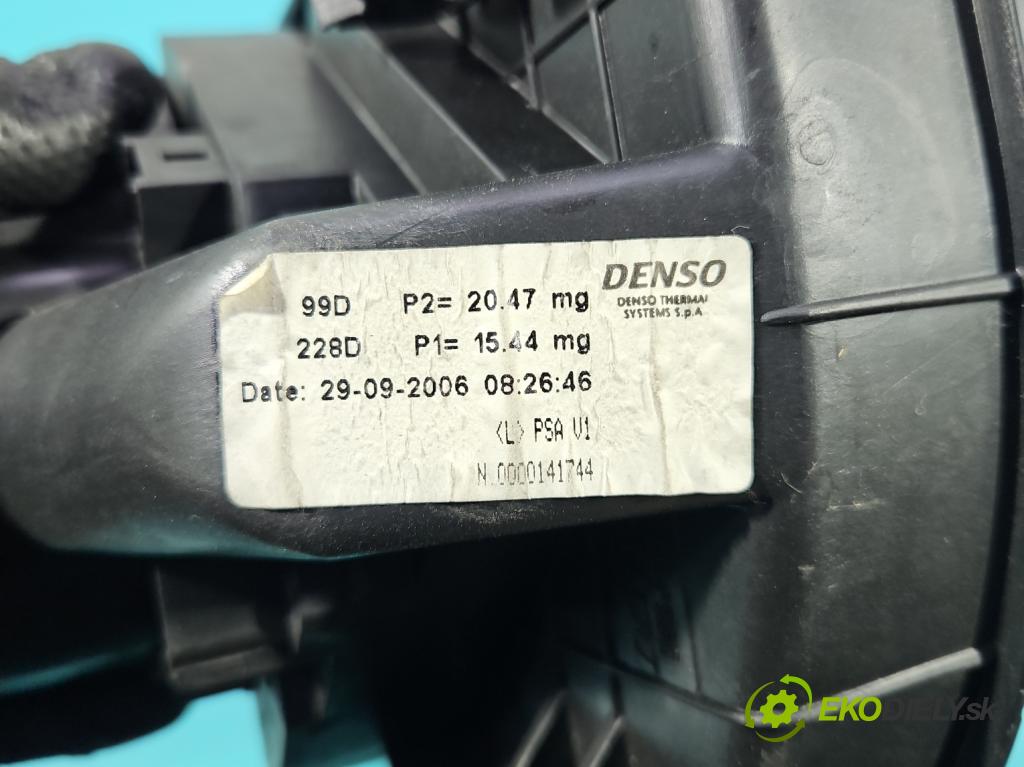 DENSO
DENSO THERMAL
SYSTEMS S.p.A
99D P2= 20.47 mg
228D P1= 15.44 mg
Date: 29-09-2006 08:26:46
<L> PSA V1
N.0000141744
EKODIELY.sk